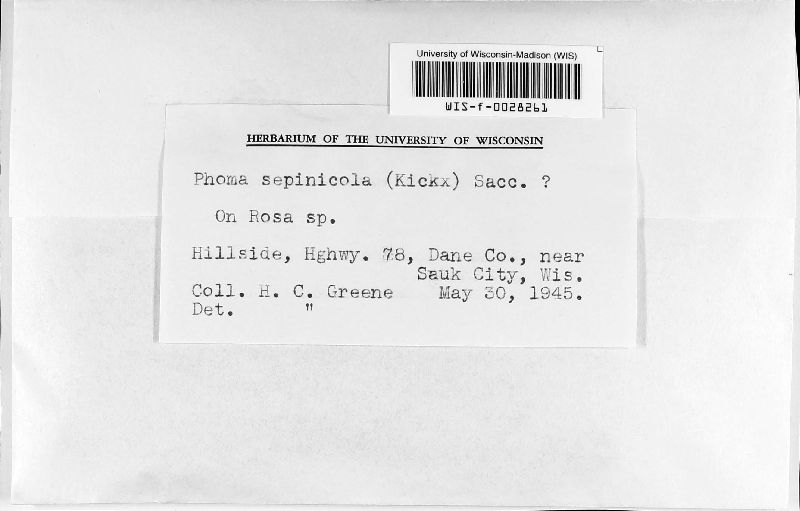 University of Wisconsin-Madison (WIS)
WIS-f-0028261
HERBARIUM OF THE UNIVERSITY OF WISCONSIN
Phoma sepinicola (Kickx) Sacc. ?
On Rosa sp.
Hillside, Hghwy. 78, Dane Co., near
Sauk City, Wis.
Coll. H. C. Greene May 30, 1945.
Det. "